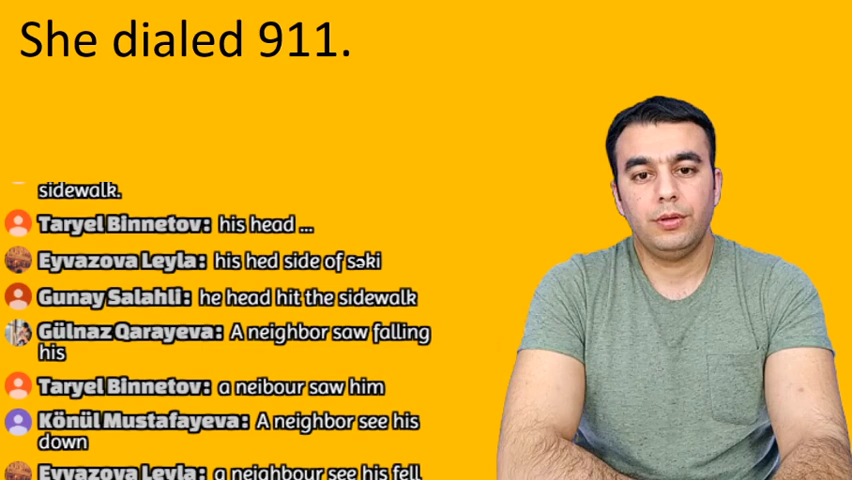 She dialed 911.
sidewalk.
Taryel Binnetov: his head ...
Eyvazova Leyla: his hed side of səki
Gunay Salahli: he head hit the sidewalk
Gülnaz Qarayeva: A neighbor saw falling
his
Taryel Binnetov: a neibour saw him
Könül Mustafayeva: A neighbor see his
down
Eyvazova Leyla: a neighbour see his fell